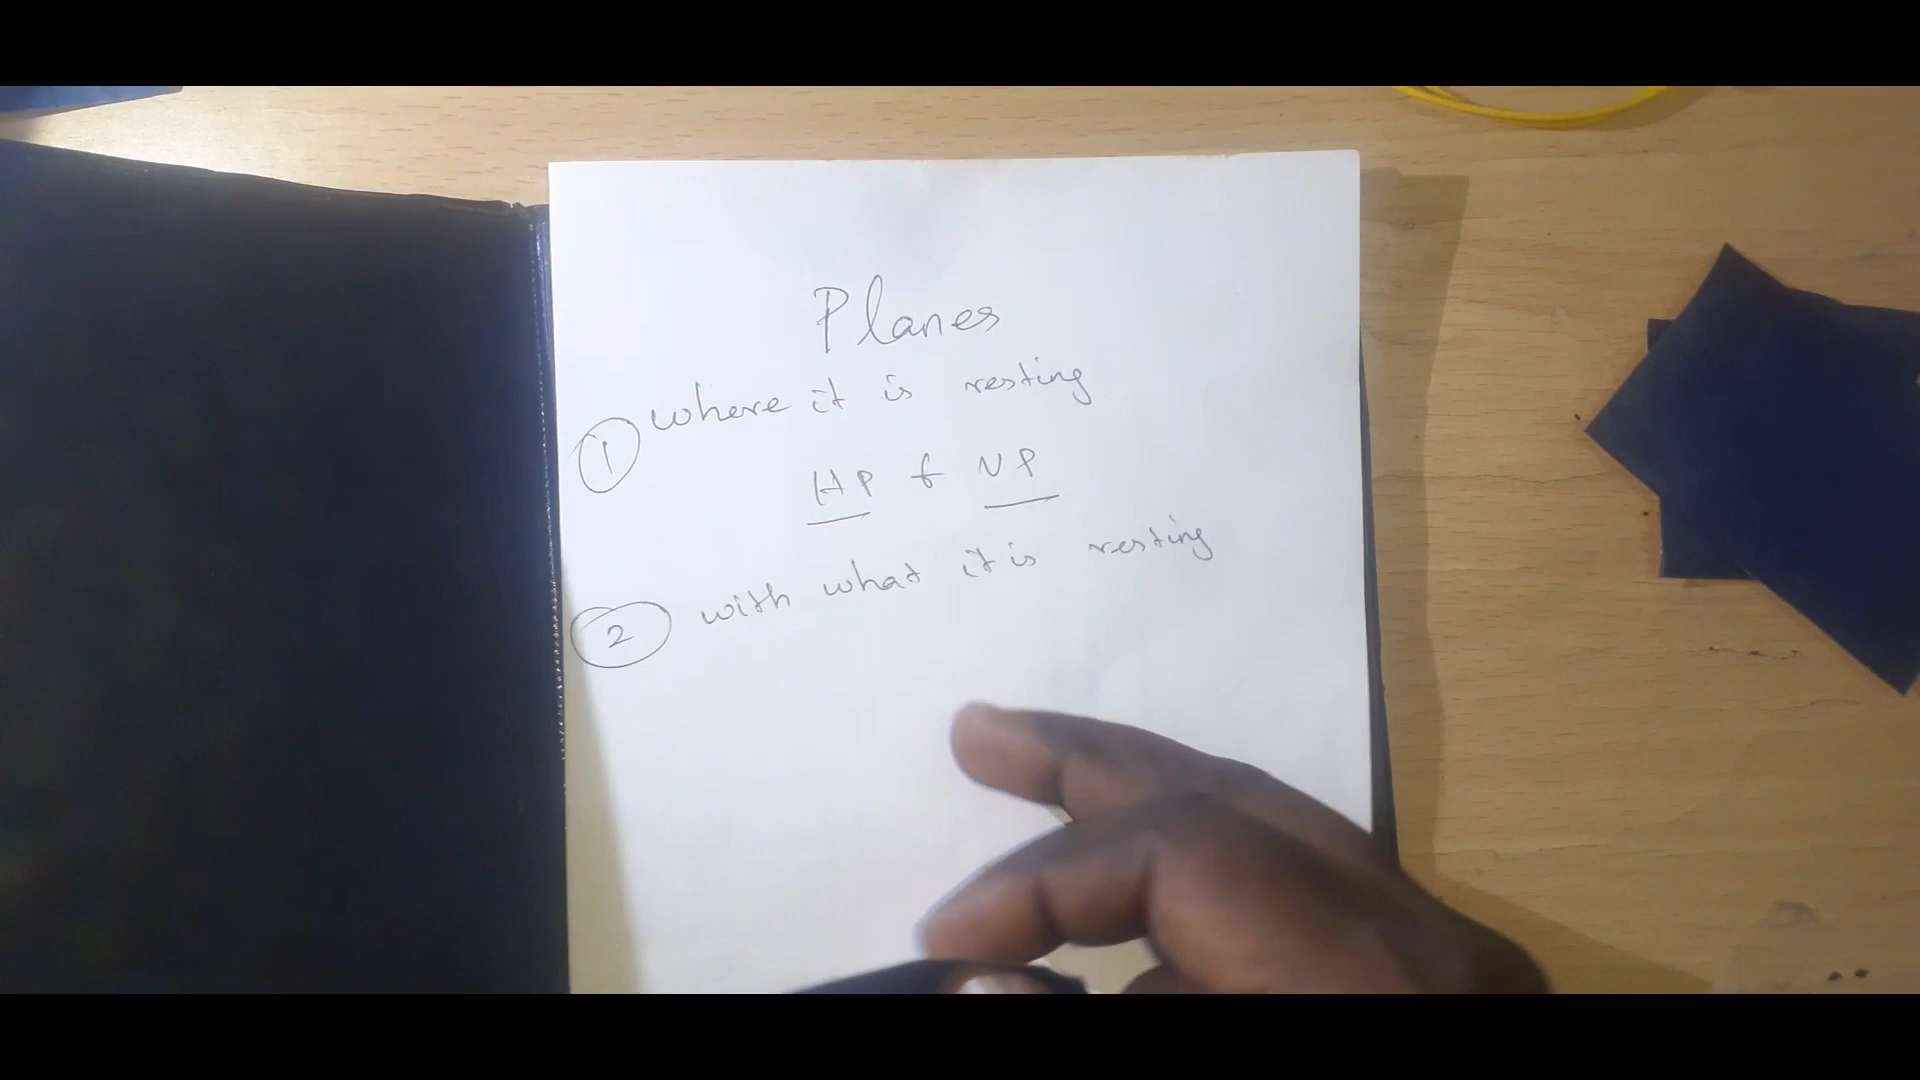 Planes
① where it is resting
HP & VP
② with what it is resting